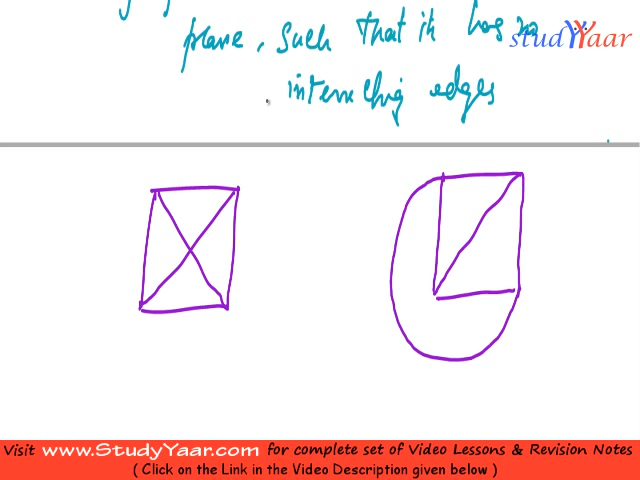 plane, such that it has no
studYYaar
intersecting edges
Visit www.StudyYaar.com for complete set of Video Lessons & Revision Notes
( Click on the Link in the Video Description given below )